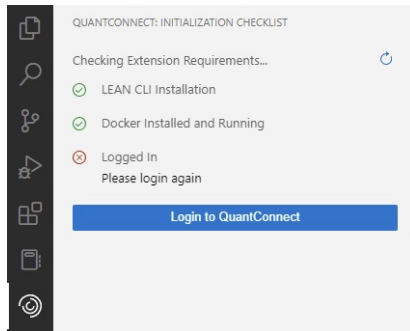 QUANTCONNECT: INITIALIZATION CHECKLIST
Checking Extension Requirements...
LEAN CLI Installation
Docker Installed and Running
Logged In
Please login again
Login to QuantConnect